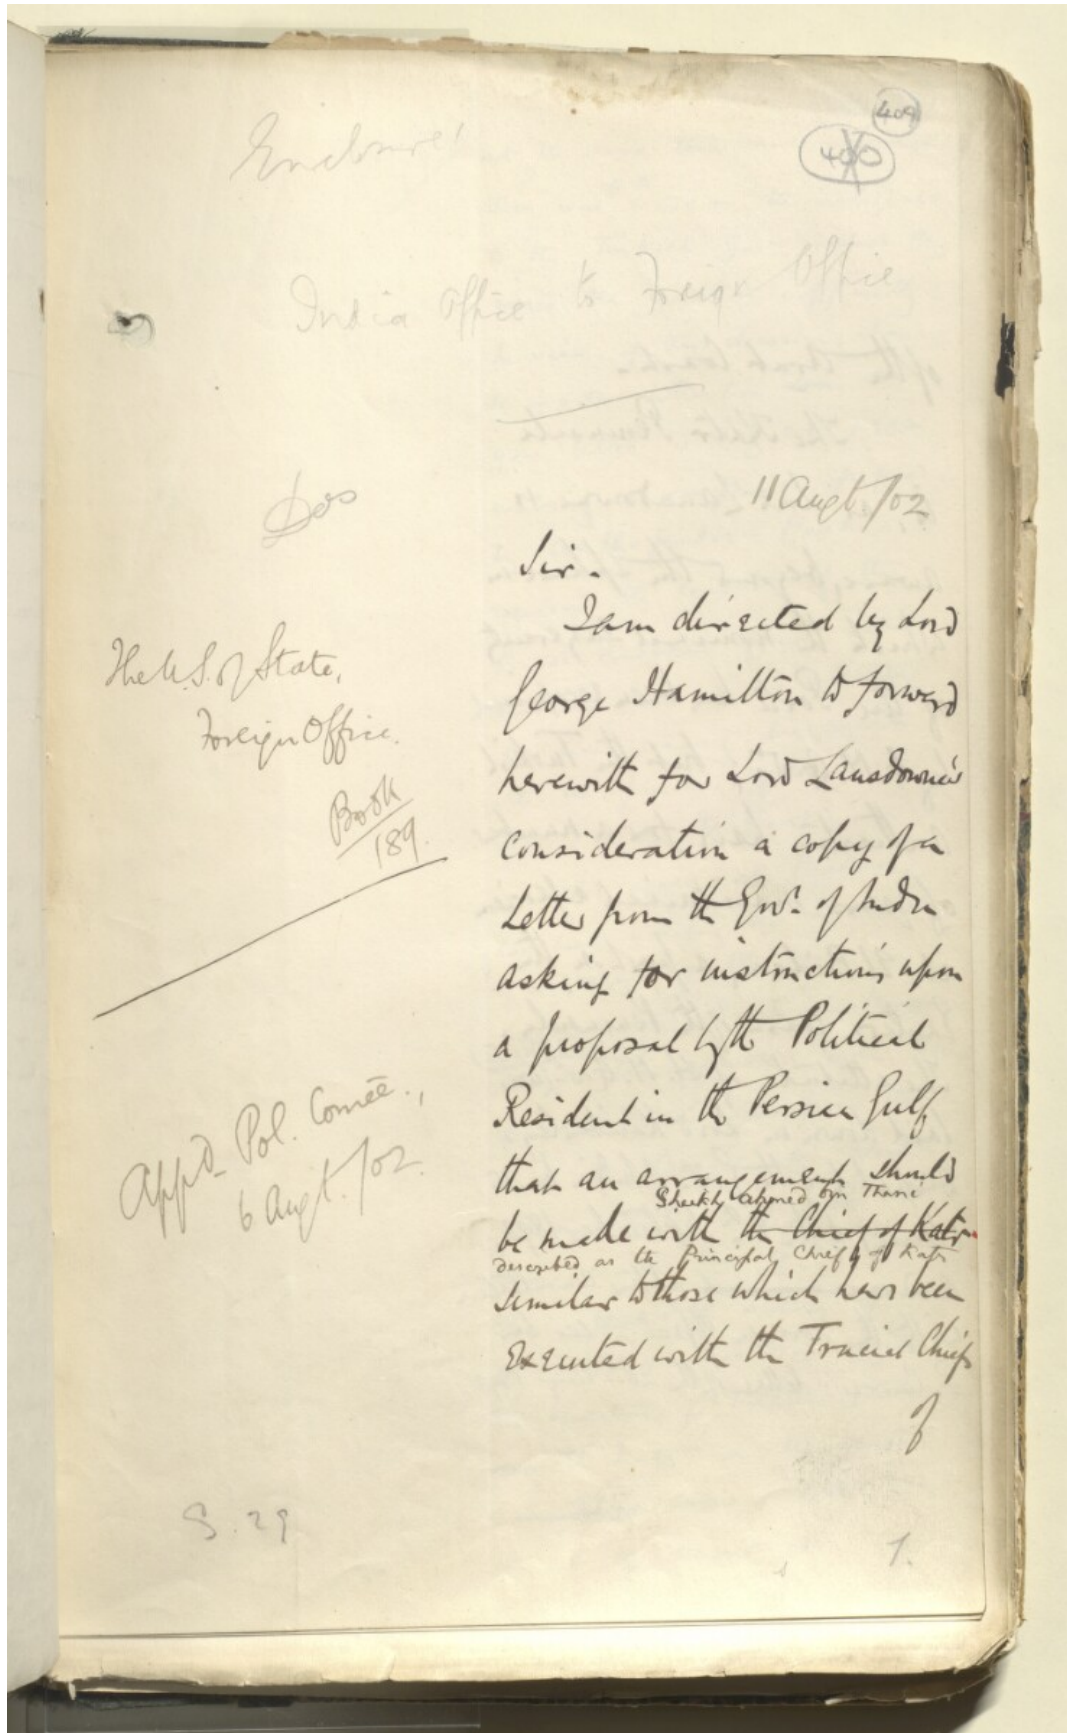 409
400
Enclosure
India Office to Foreign Office
11 Augt. /02
The U.S. of State,
Foreign Office.
Book
189.
Appd. Pol. Comee.,
6 Augt. /02.
Sir.
I am directed by Lord
George Hamilton to forward
herewith for Lord Lansdowne's
consideration a copy of a
Letter from the Govt. of India
asking for instructions upon
a proposal by the Political
Resident in the Persian Gulf
that an arrangement should
Sheikh Ahmed bin Thani
be made with the Chief of Katr
described as the Principal Chief of Katr
similar to those which have been
executed with the Trucial Chiefs
of
S. 29
1.